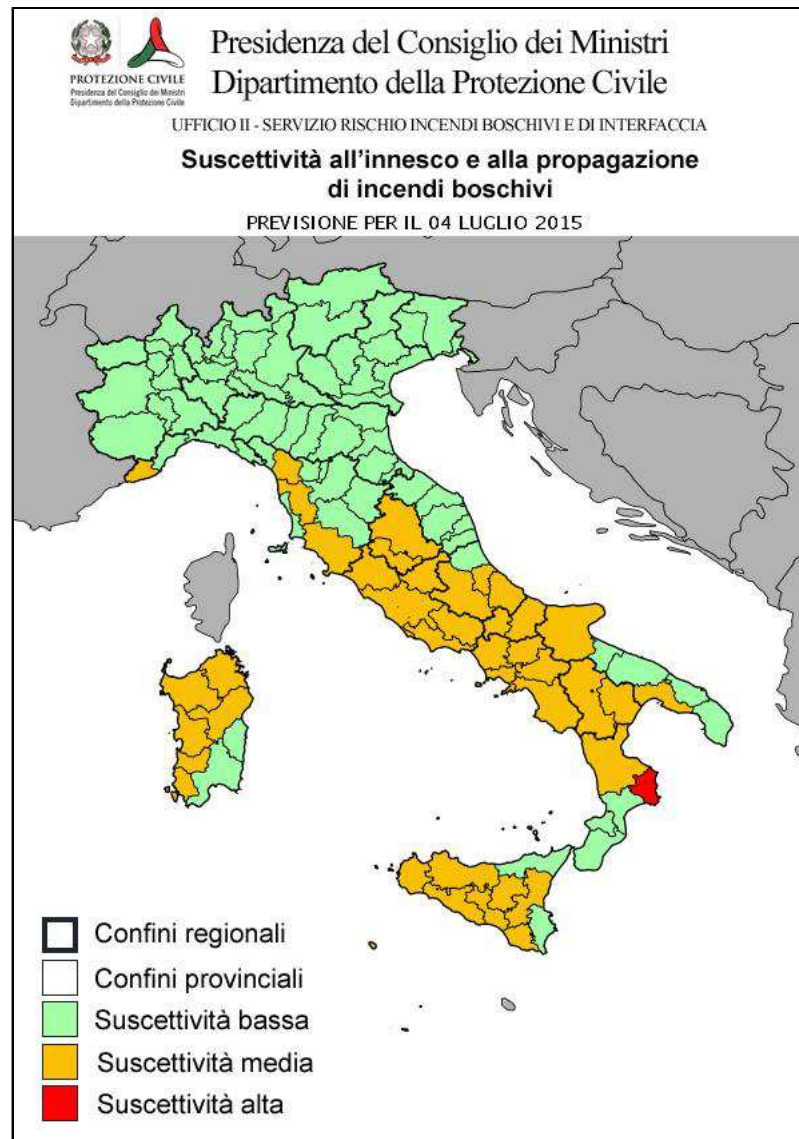 PROTEZIONE CIVILE
Presidenza del Consiglio dei Ministri
Dipartimento della Protezione Civile
Presidenza del Consiglio dei Ministri
Dipartimento della Protezione Civile
UFFICIO II - SERVIZIO RISCHIO INCENDI BOSCHIVI E DI INTERFACCIA
Suscettività all'innesco e alla propagazione
di incendi boschivi
PREVISIONE PER IL 04 LUGLIO 2015
Confini regionali
Confini provinciali
Suscettività bassa
Suscettività media
Suscettività alta